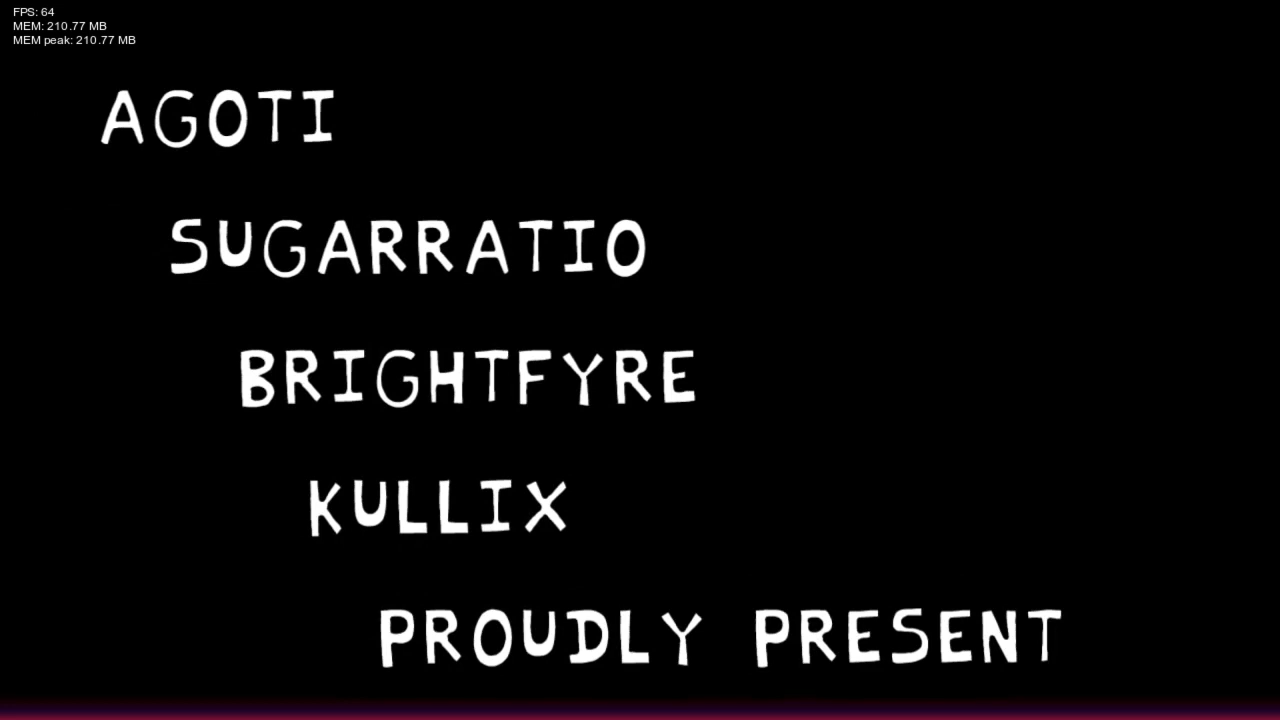 FPS: 64
MEM: 210.77 MB
MEM peak: 210.77 MB
AGOTI
SUGARRATIO
BRIGHTFYRE
KULLIX
PROUDLY PRESENT